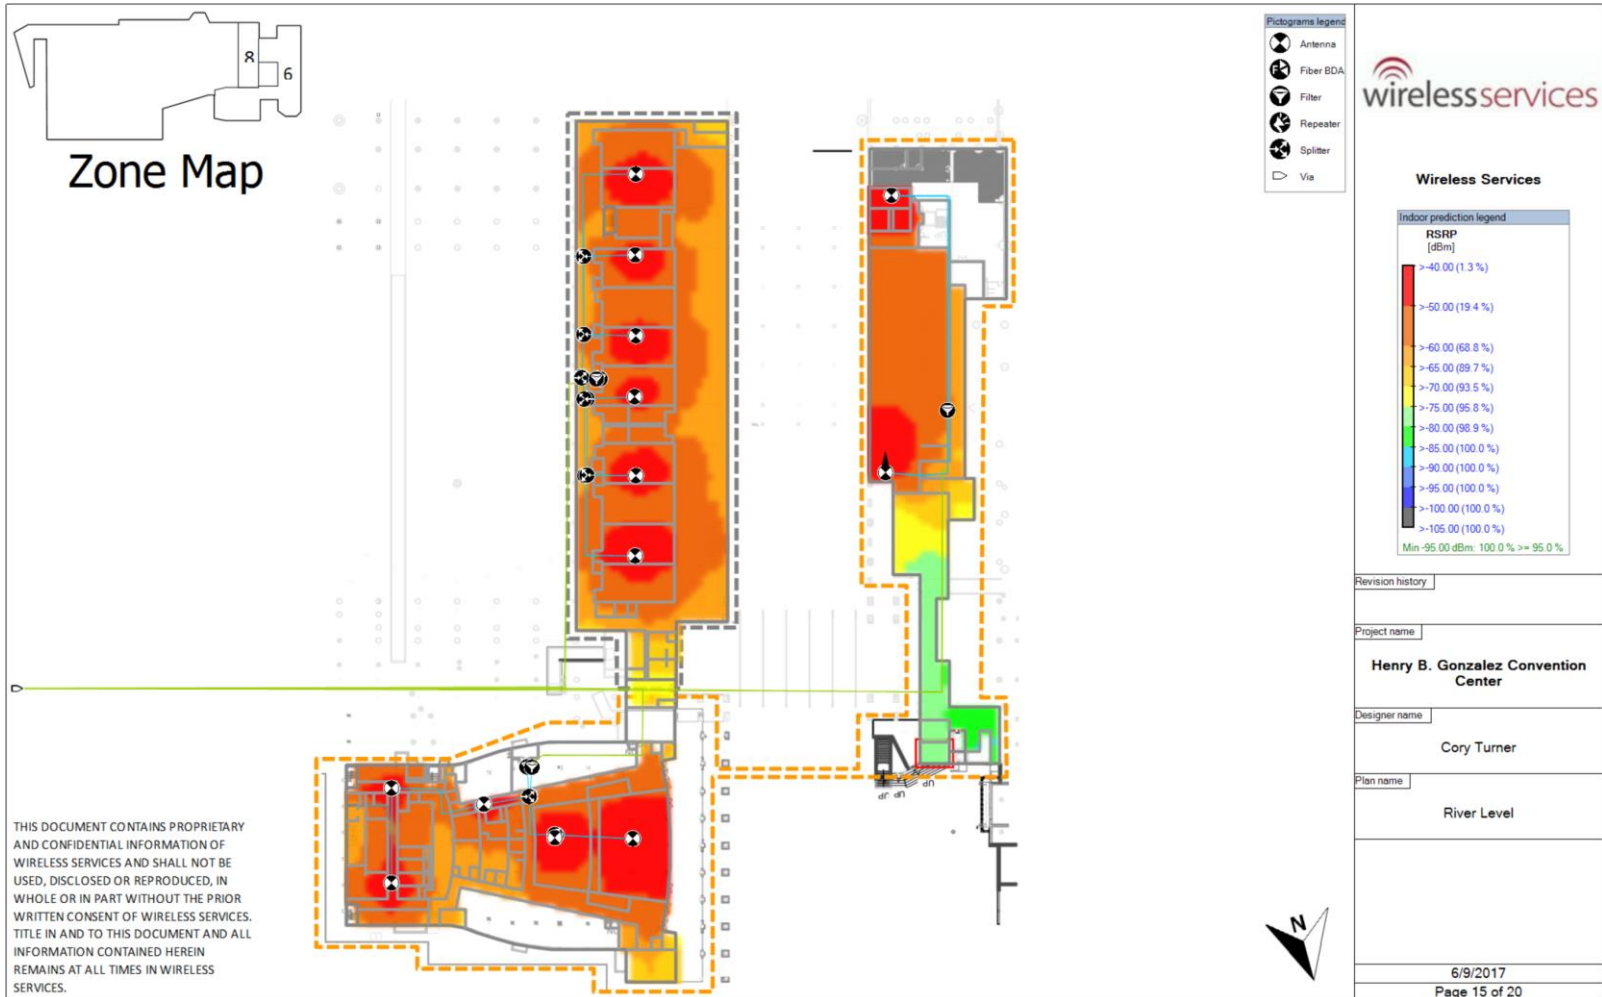 8
6
Zone Map
Pictograms legend
Antenna
Fiber BDA
Filter
Repeater
Splitter
Via
wirelessservices
Wireless Services
Indoor prediction legend
RSRP
[dBm]
>-40.00 (1.3 %)
>-50.00 (19.4 %)
>-60.00 (68.8 %)
>-65.00 (89.7 %)
>-70.00 (93.5 %)
>-75.00 (95.8 %)
>-80.00 (98.9 %)
>-85.00 (100.0 %)
>-90.00 (100.0 %)
>-95.00 (100.0 %)
>-100.00 (100.0 %)
>-105.00 (100.0 %)
Min -95.00 dBm: 100.0 % >= 95.0 %
Revision history
Project name
Henry B. Gonzalez Convention
Center
Designer name
Cory Turner
Plan name
River Level
UP
UP
UP
THIS DOCUMENT CONTAINS PROPRIETARY
AND CONFIDENTIAL INFORMATION OF
WIRELESS SERVICES AND SHALL NOT BE
USED, DISCLOSED OR REPRODUCED, IN
WHOLE OR IN PART WITHOUT THE PRIOR
WRITTEN CONSENT OF WIRELESS SERVICES.
TITLE IN AND TO THIS DOCUMENT AND ALL
INFORMATION CONTAINED HEREIN
REMAINS AT ALL TIMES IN WIRELESS
SERVICES.
N
6/9/2017
Page 15 of 20